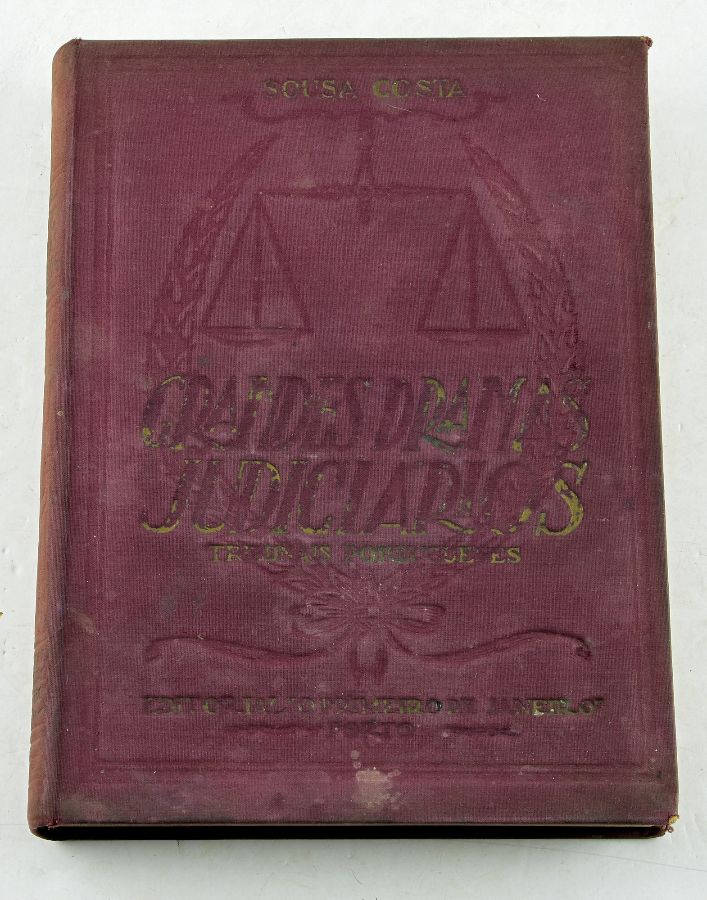 SOUSA COSTA
GRANDES DRAMAS
JUDICIARIOS
TRIBUNAIS PORTUGUESES
EDITORIAL "O PRIMEIRO DE JANEIRO"
PORTO